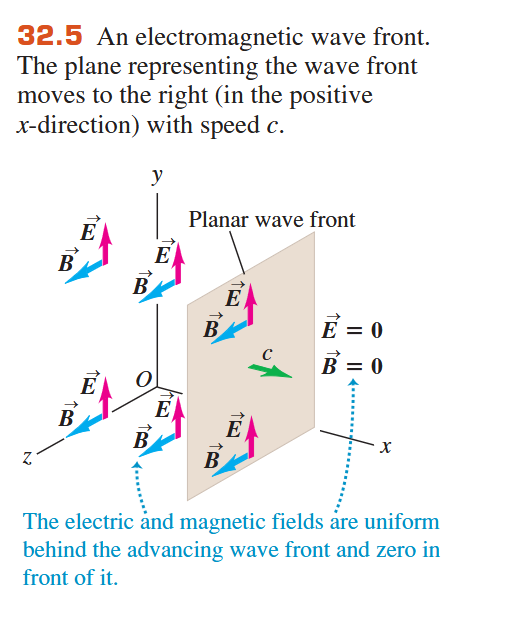 32.5 An electromagnetic wave front.
The plane representing the wave front
moves to the right (in the positive
x-direction) with speed c.
y
Planar wave front
E⃗
B⃗
E⃗
B⃗
E⃗
B⃗
E⃗ = 0
B⃗ = 0
c
E⃗
B⃗
O
E⃗
B⃗
E⃗
B⃗
x
z
The electric and magnetic fields are uniform
behind the advancing wave front and zero in
front of it.